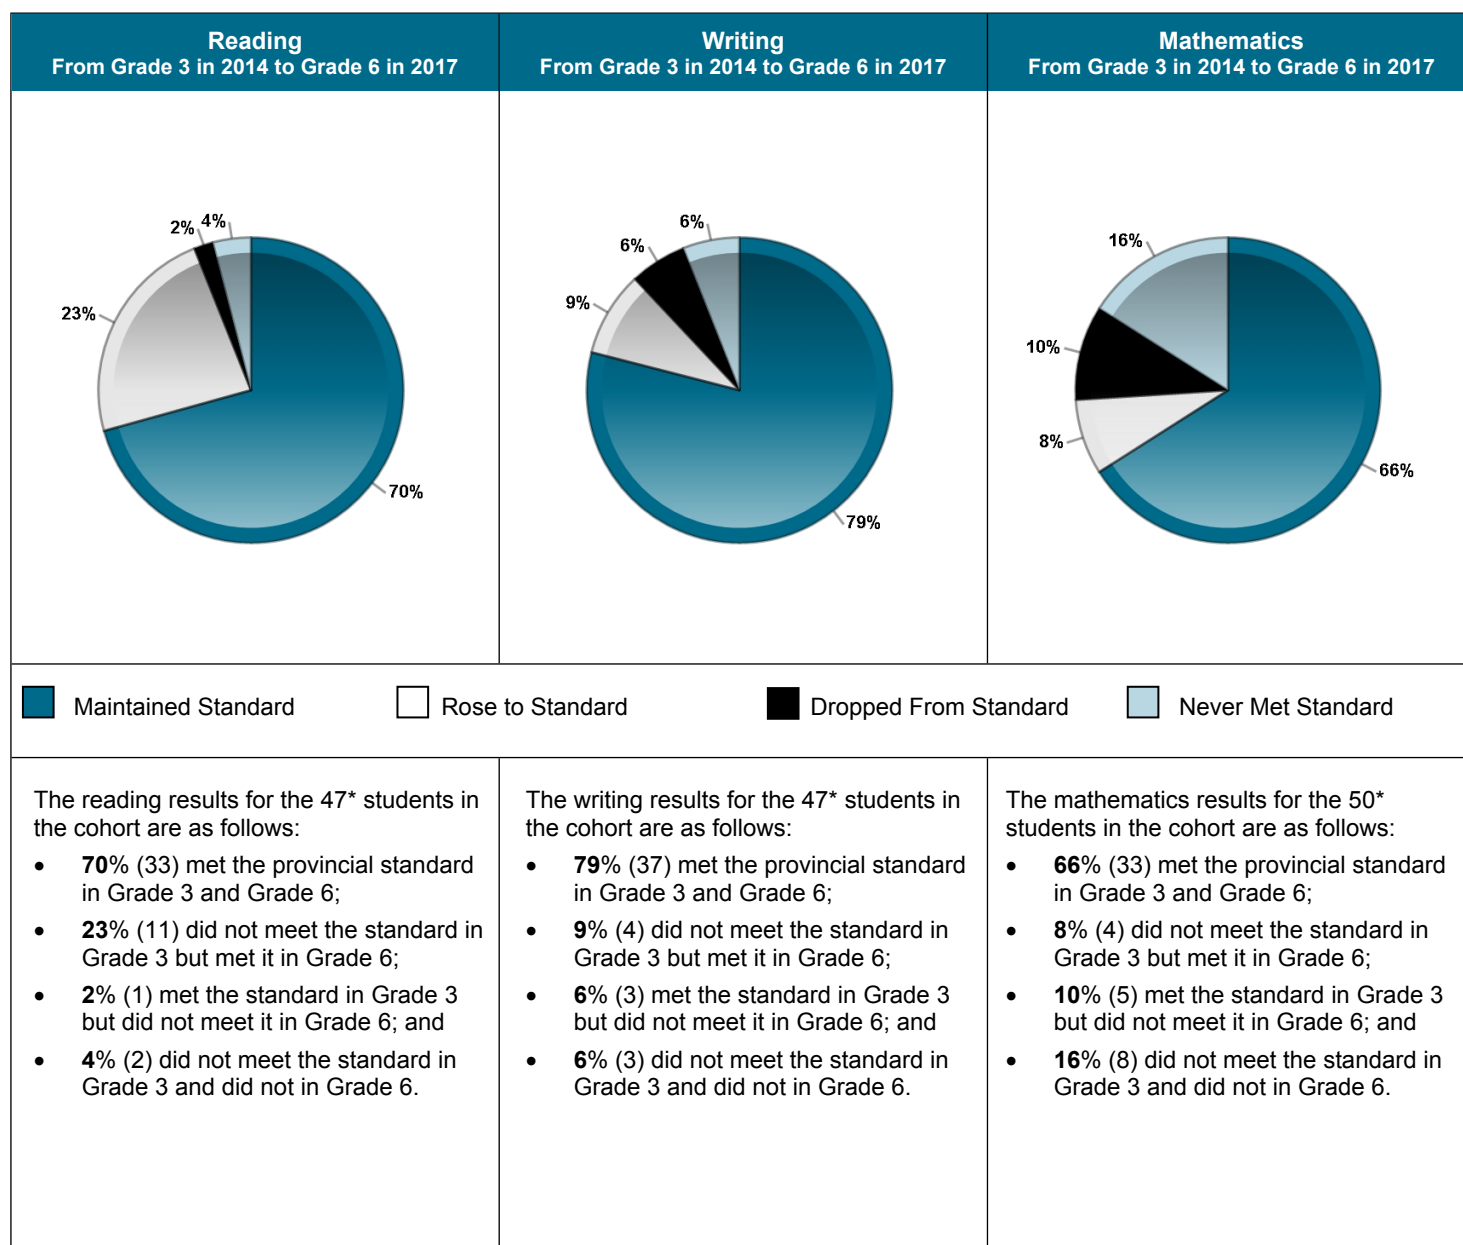 Reading
From Grade 3 in 2014 to Grade 6 in 2017
Writing
From Grade 3 in 2014 to Grade 6 in 2017
Mathematics
From Grade 3 in 2014 to Grade 6 in 2017
2%
4%
23%
70%
6%
6%
9%
79%
16%
10%
8%
66%
Maintained Standard
Rose to Standard
Dropped From Standard
Never Met Standard
The reading results for the 47* students in
the cohort are as follows:
• 70% (33) met the provincial standard
in Grade 3 and Grade 6;
• 23% (11) did not meet the standard in
Grade 3 but met it in Grade 6;
• 2% (1) met the standard in Grade 3
but did not meet it in Grade 6; and
• 4% (2) did not meet the standard in
Grade 3 and did not in Grade 6.
The writing results for the 47* students in
the cohort are as follows:
• 79% (37) met the provincial standard
in Grade 3 and Grade 6;
• 9% (4) did not meet the standard in
Grade 3 but met it in Grade 6;
• 6% (3) met the standard in Grade 3
but did not meet it in Grade 6; and
• 6% (3) did not meet the standard in
Grade 3 and did not in Grade 6.
The mathematics results for the 50*
students in the cohort are as follows:
• 66% (33) met the provincial standard
in Grade 3 and Grade 6;
• 8% (4) did not meet the standard in
Grade 3 but met it in Grade 6;
• 10% (5) met the standard in Grade 3
but did not meet it in Grade 6; and
• 16% (8) did not meet the standard in
Grade 3 and did not in Grade 6.